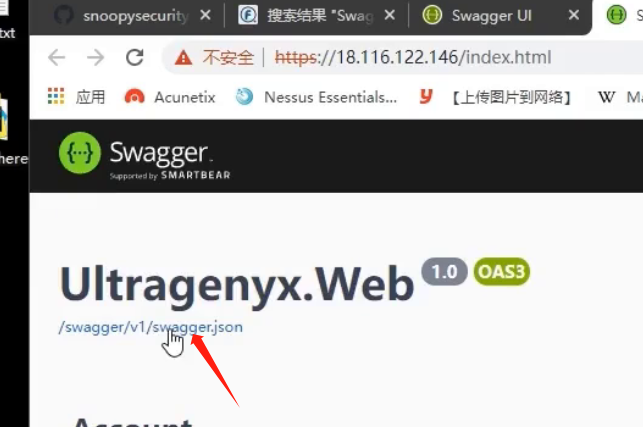 txt
snoopysecurity
搜索结果 "Swag
Swagger UI
S
不安全 | https://18.116.122.146/index.html
应用 Acunetix Nessus Essentials... 【上传图片到网络】 W Ma
here
{··} Swagger.
Supported by SMARTBEAR
Ultragenyx.Web 1.0 OAS3
/swagger/v1/swagger.json
Account